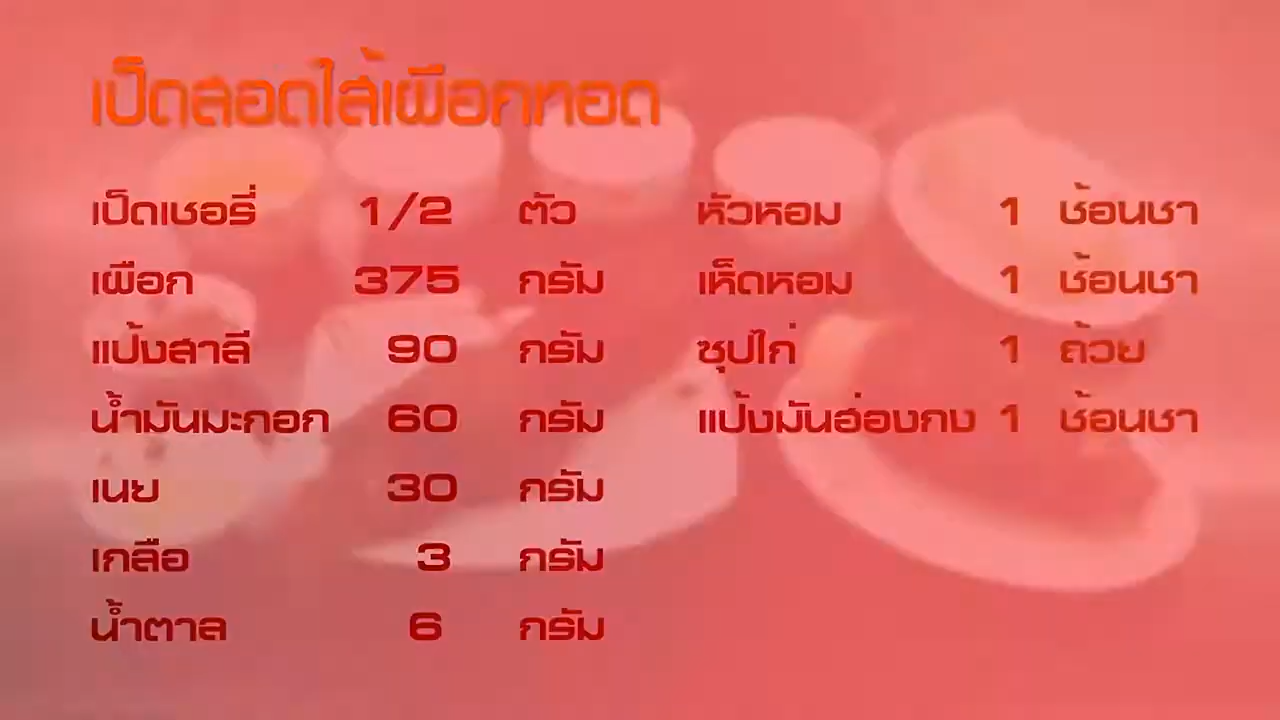 เป็ดสอดไส้เผือกทอด
เป็ดเชอรี่ 1/2 ตัว
เผือก 375 กรัม
แป้งสาลี 90 กรัม
น้ำมันมะกอก 60 กรัม
เนย 30 กรัม
เกลือ 3 กรัม
น้ำตาล 6 กรัม
หัวหอม 1 ช้อนชา
เห็ดหอม 1 ช้อนชา
ซุปไก่ 1 ถ้วย
แป้งมันฮ่องกง 1 ช้อนชา